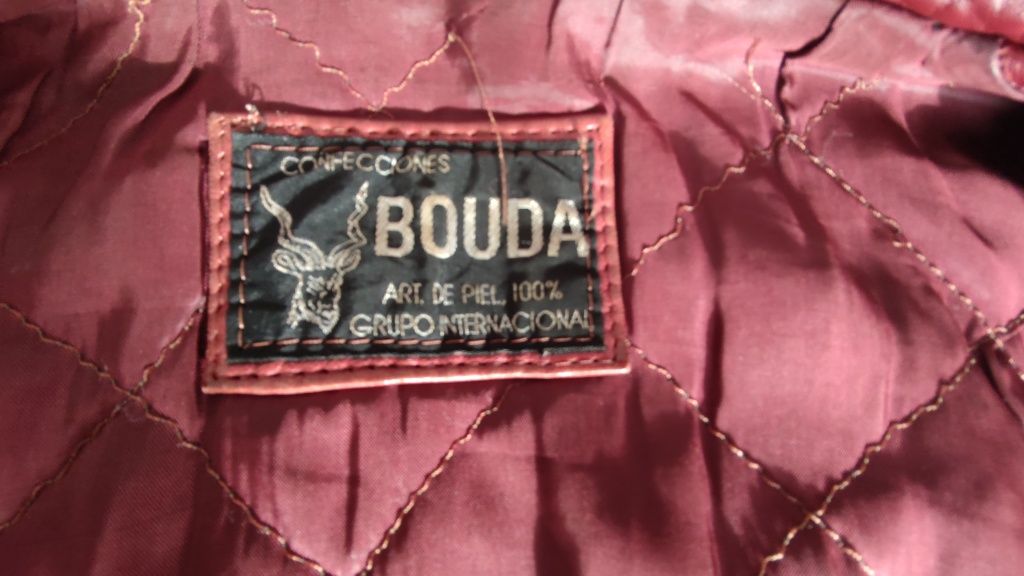 CONFECCIONES
BOUDA
ART. DE PIEL, 100%
GRUPO INTERNACIONAL